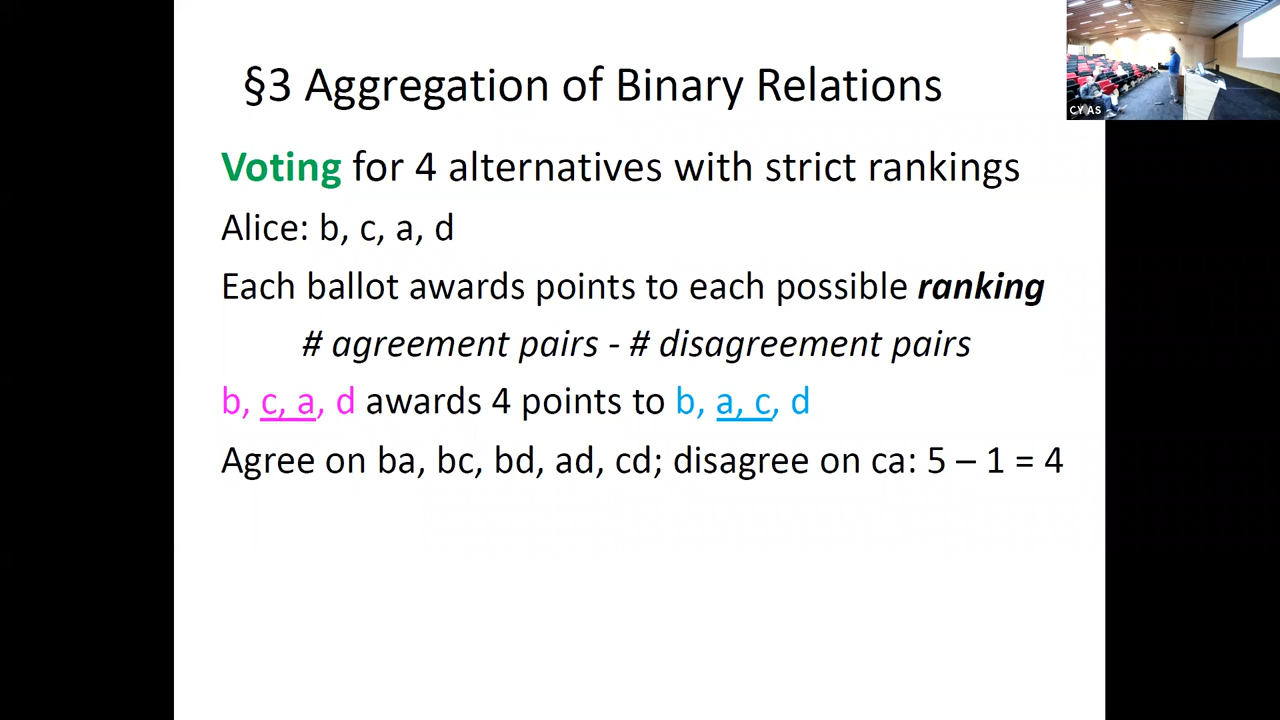 §3 Aggregation of Binary Relations
Voting for 4 alternatives with strict rankings
Alice: b, c, a, d
Each ballot awards points to each possible ranking
# agreement pairs - # disagreement pairs
b, c, a, d awards 4 points to b, a, c, d
Agree on ba, bc, bd, ad, cd; disagree on ca: 5 – 1 = 4
CY AS